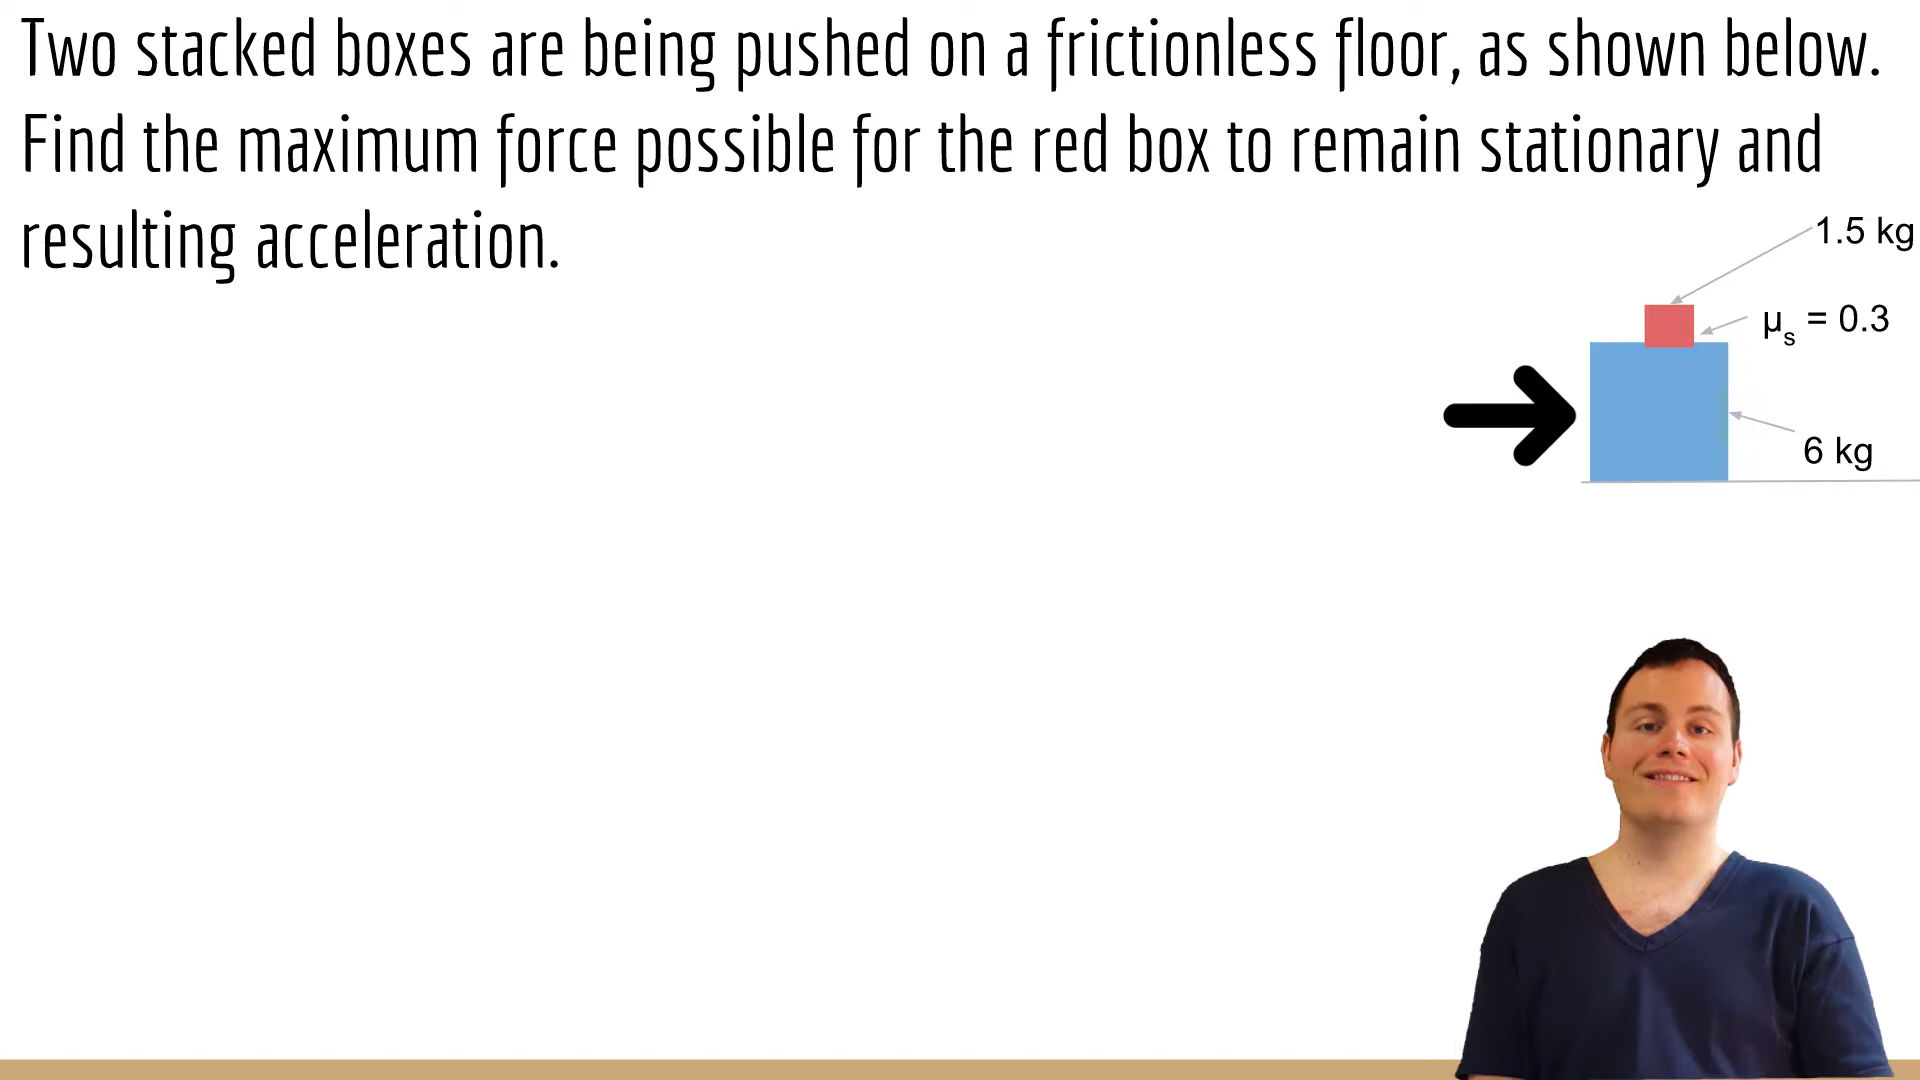 Two stacked boxes are being pushed on a frictionless floor, as shown below.
Find the maximum force possible for the red box to remain stationary and
resulting acceleration.
1.5 kg
μs = 0.3
6 kg